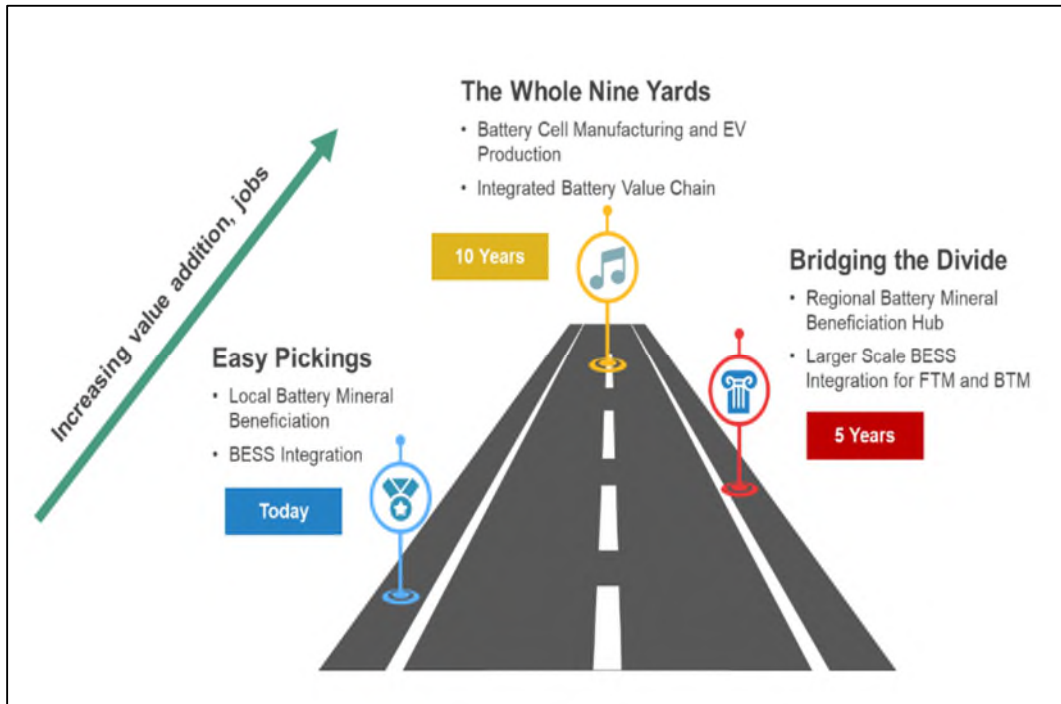 The Whole Nine Yards
• Battery Cell Manufacturing and EV
Production
• Integrated Battery Value Chain
10 Years
Increasing value addition, jobs
Bridging the Divide
• Regional Battery Mineral
Beneficiation Hub
• Larger Scale BESS
Integration for FTM and BTM
5 Years
Easy Pickings
• Local Battery Mineral
Beneficiation
• BESS Integration
Today